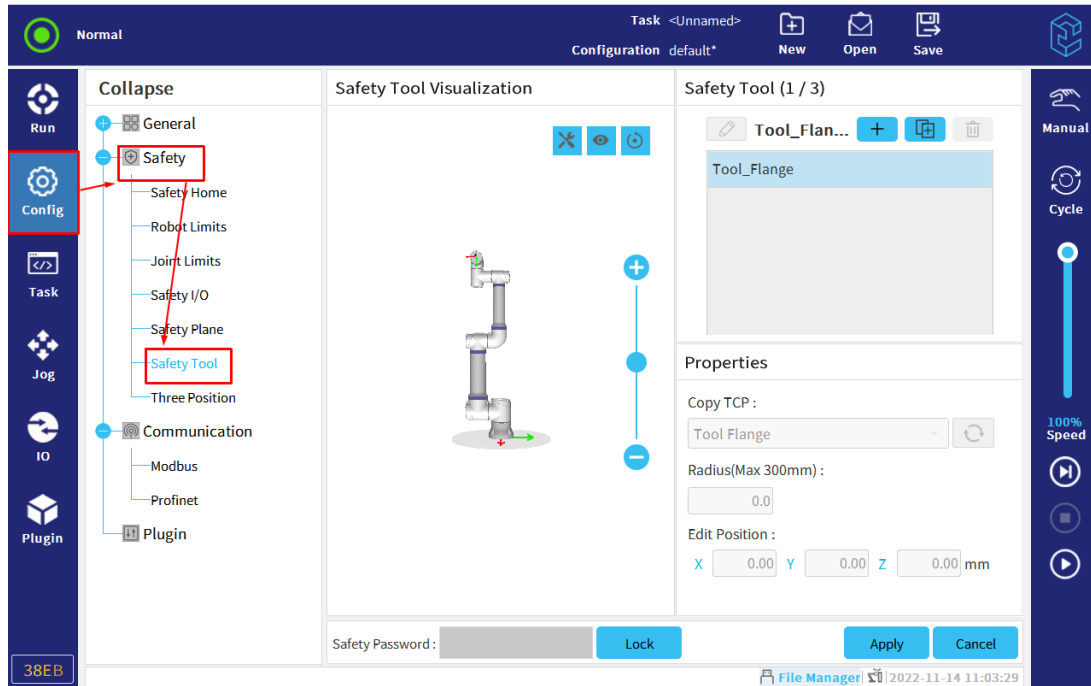 Normal
Task <Unnamed>
Configuration default*
New
Open
Save
Run
Config
Task
Jog
IO
Plugin
38EB
Collapse
General
Safety
Safety Home
Robot Limits
Joint Limits
Safety I/O
Safety Plane
Safety Tool
Three Position
Communication
Modbus
Profinet
Plugin
Safety Tool Visualization
Safety Tool (1 / 3)
Tool_Flan...
Tool_Flange
Properties
Copy TCP :
Tool Flange
Radius(Max 300mm) :
0.0
Edit Position :
X 0.00 Y 0.00 Z 0.00 mm
Safety Password : Lock Apply Cancel
File Manager 2022-11-14 11:03:29
Manual
Cycle
100%
Speed